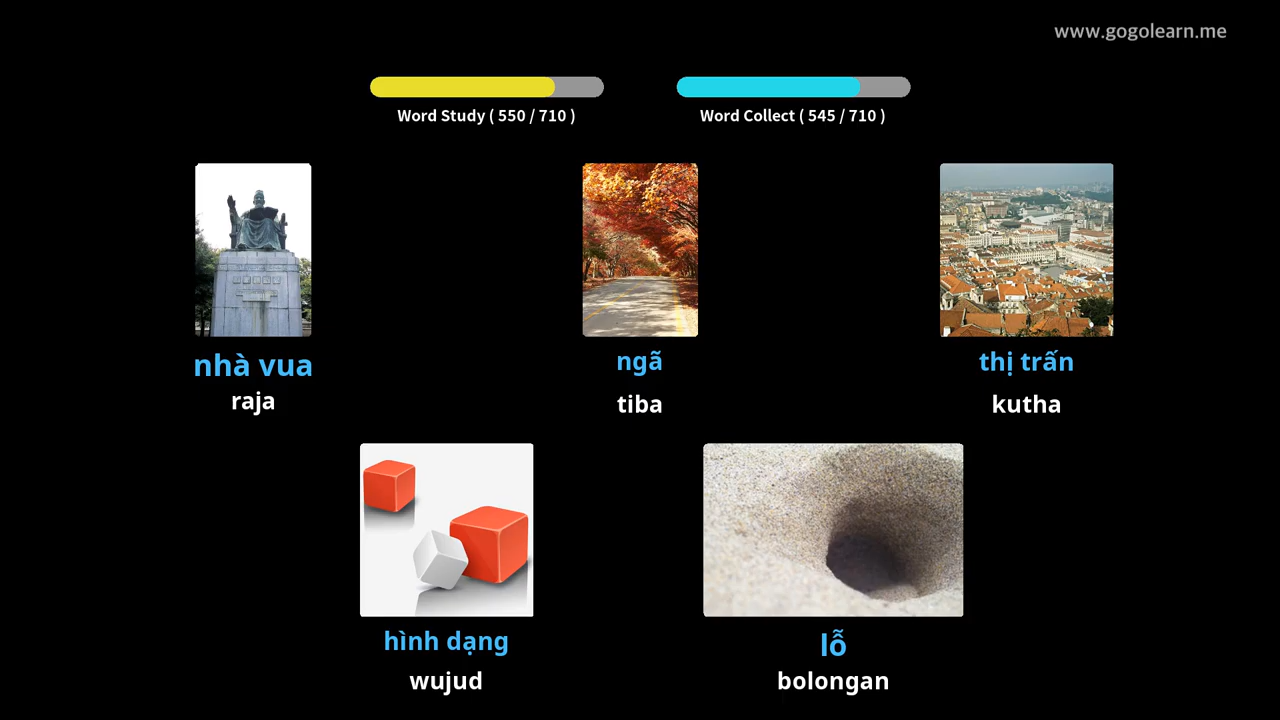 www.gogolearn.me
Word Study ( 550 / 710 )
Word Collect ( 545 / 710 )
nhà vua
raja
ngã
tiba
thị trấn
kutha
hình dạng
wujud
lỗ
bolongan